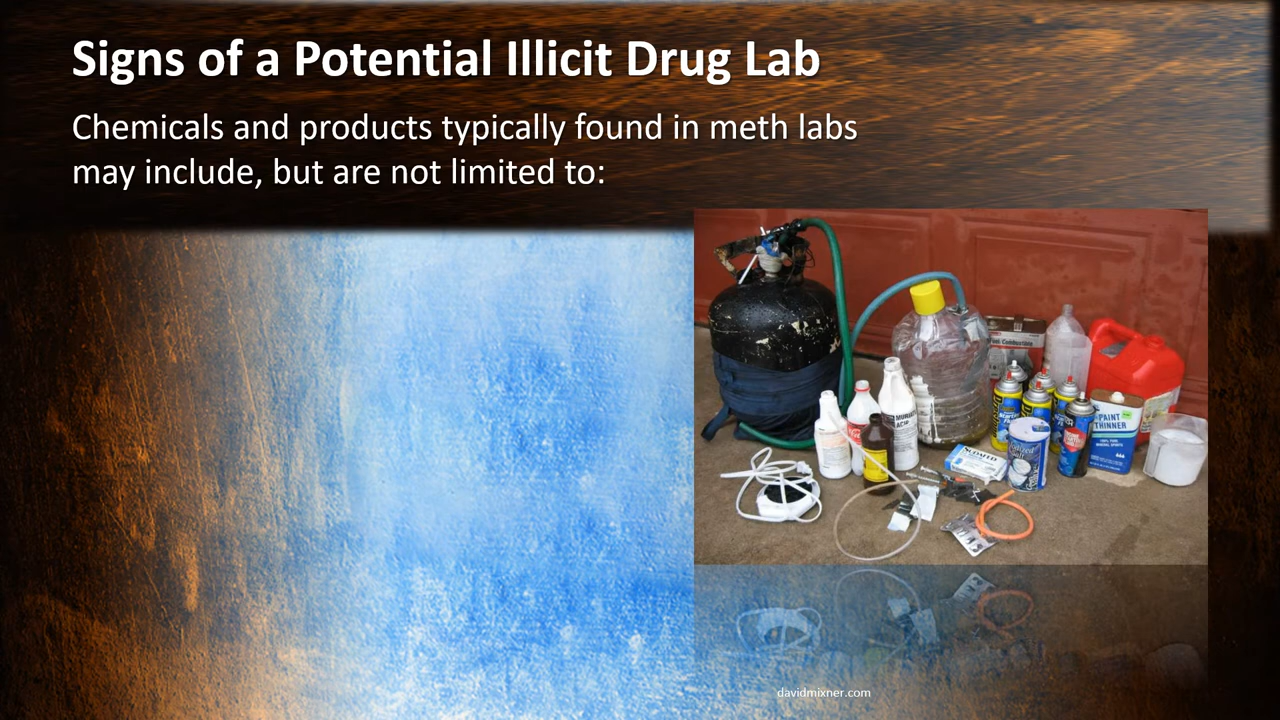 Signs of a Potential Illicit Drug Lab
Chemicals and products typically found in meth labs
may include, but are not limited to:
PAINT
THINNER
davidmixner.com